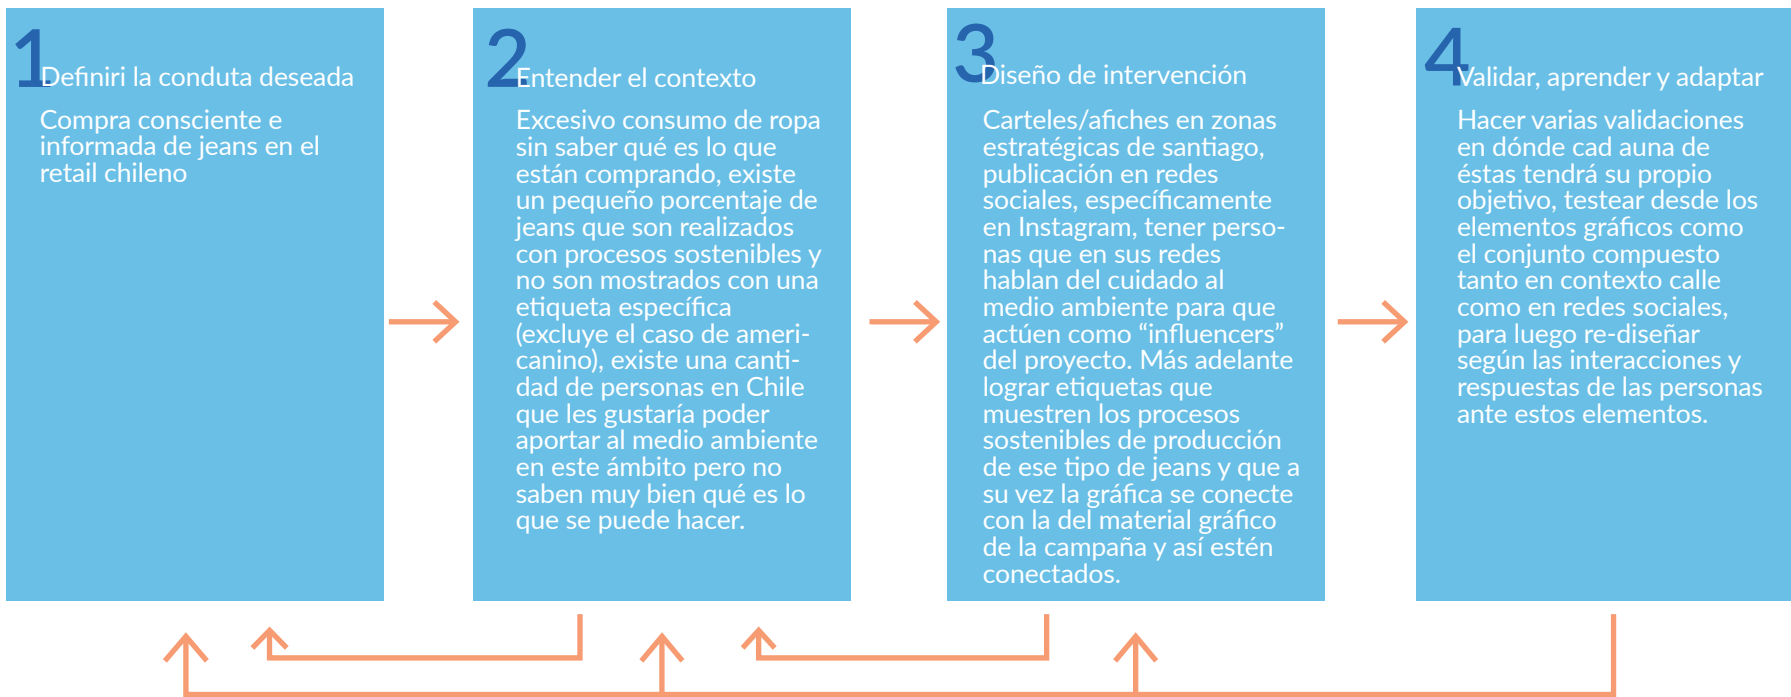 1
Definiri la conduta deseada
Compra consciente e
informada de jeans en el
retail chileno
2
Entender el contexto
Excesivo consumo de ropa
sin saber qué es lo que
están comprando, existe
un pequeño porcentaje de
jeans que son realizados
con procesos sostenibles y
no son mostrados con una
etiqueta específica
(excluye el caso de ameri-
canino), existe una canti-
dad de personas en Chile
que les gustaría poder
aportar al medio ambiente
en este ámbito pero no
saben muy bien qué es lo
que se puede hacer.
3
Diseño de intervención
Carteles/afiches en zonas
estratégicas de santiago,
publicación en redes
sociales, específicamente
en Instagram, tener perso-
nas que en sus redes
hablan del cuidado al
medio ambiente para que
actúen como “influencers”
del proyecto. Más adelante
lograr etiquetas que
muestren los procesos
sostenibles de producción
de ese tipo de jeans y que a
su vez la gráfica se conecte
con la del material gráfico
de la campaña y así estén
conectados.
4
Validar, aprender y adaptar
Hacer varias validaciones
en dónde cad auna de
éstas tendrá su propio
objetivo, testear desde los
elementos gráficos como
el conjunto compuesto
tanto en contexto calle
como en redes sociales,
para luego re-diseñar
según las interacciones y
respuestas de las personas
ante estos elementos.